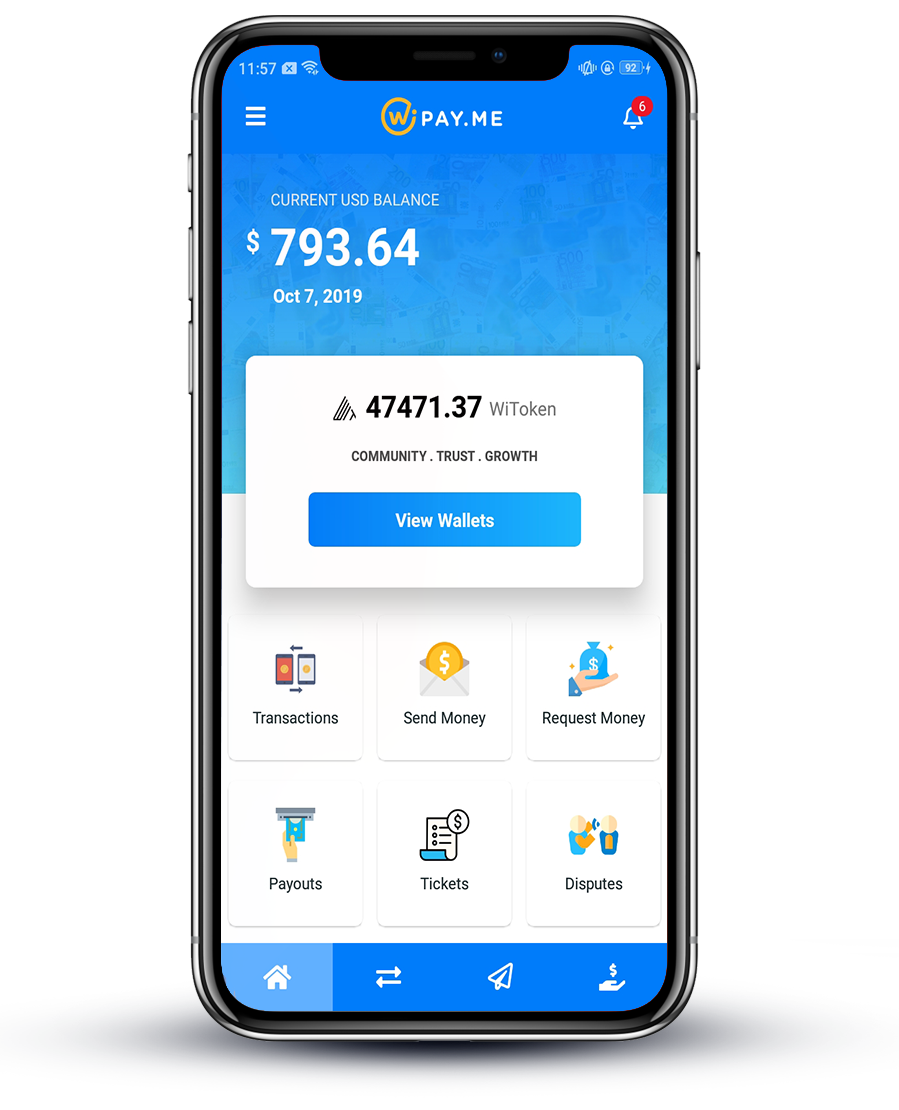 11:57
92
Wi PAY.ME
6
CURRENT USD BALANCE
$ 793.64
Oct 7, 2019
47471.37 WiToken
COMMUNITY . TRUST . GROWTH
View Wallets
Transactions
Send Money
Request Money
Payouts
Tickets
Disputes